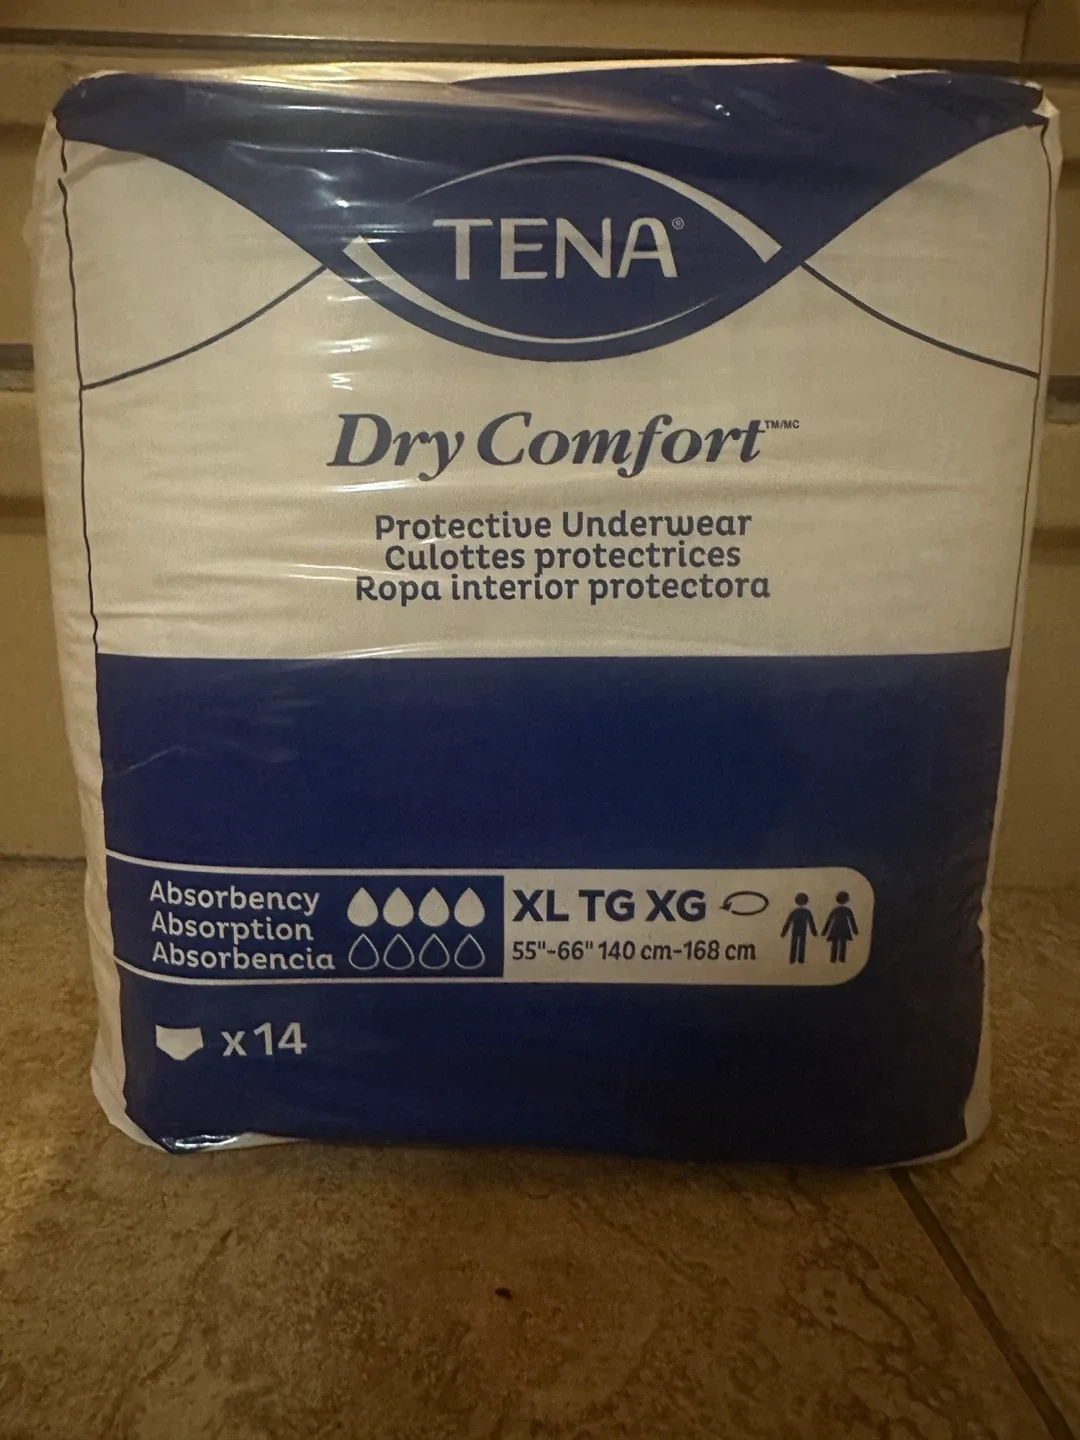 TENA®
Dry Comfort™/MC
Protective Underwear
Culottes protectrices
Ropa interior protectora
Absorbency
Absorption
Absorbencia
XL TG XG
55"-66" 140 cm-168 cm
x14